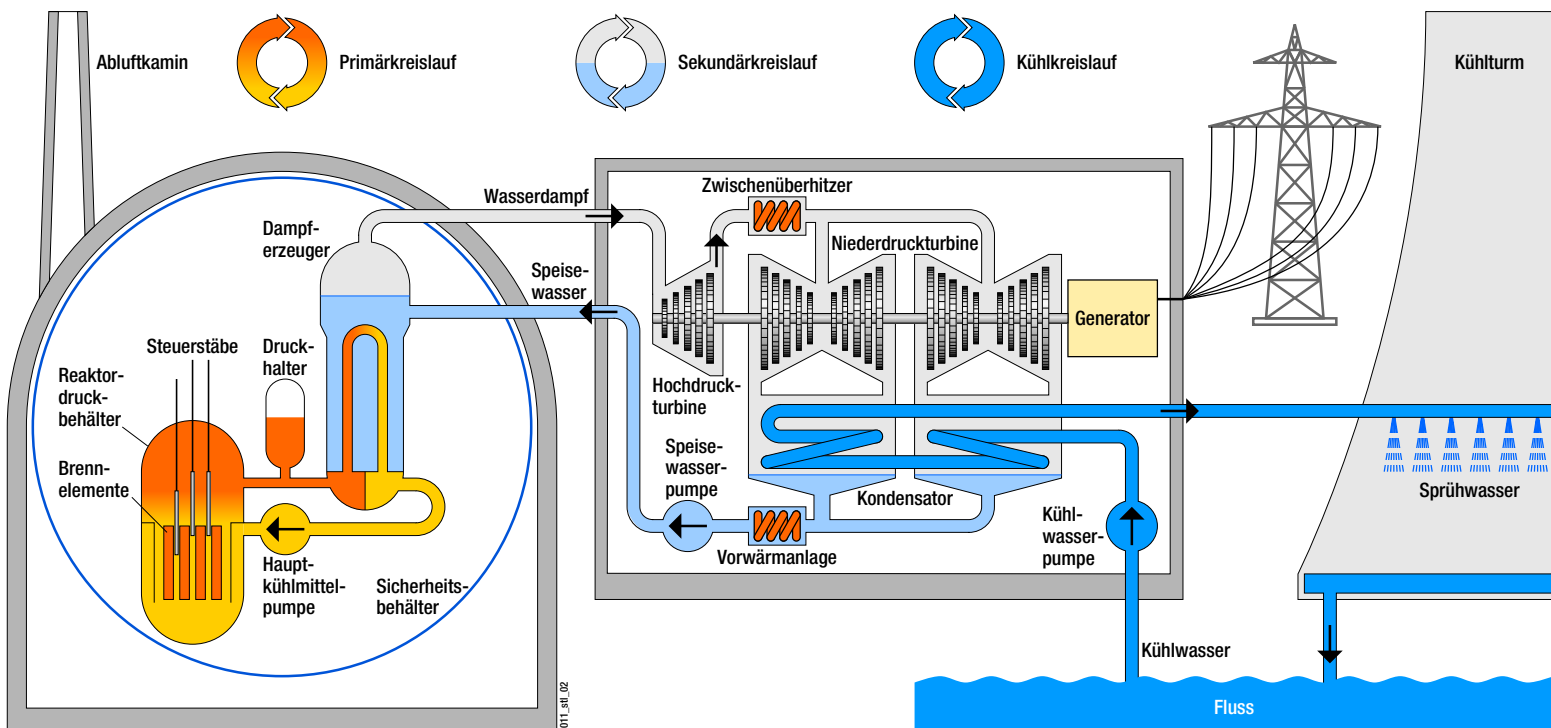 Abluftkamin
Primärkreislauf
Sekundärkreislauf
Kühlkreislauf
Kühlturm
Wasserdampf
Zwischenüberhitzer
Dampf-
erzeuger
Niederdruckturbine
Speise-
wasser
Generator
Steuerstäbe
Druck-
halter
Reaktor-
druck-
behälter
Hochdruck-
turbine
Brenn-
elemente
Speise-
wasser-
pumpe
Kondensator
Sprühwasser
Kühl-
wasser-
pumpe
Vorwärmanlage
Haupt-
kühlmittel-
pumpe
Sicherheits-
behälter
Kühlwasser
011_stl_02
Fluss